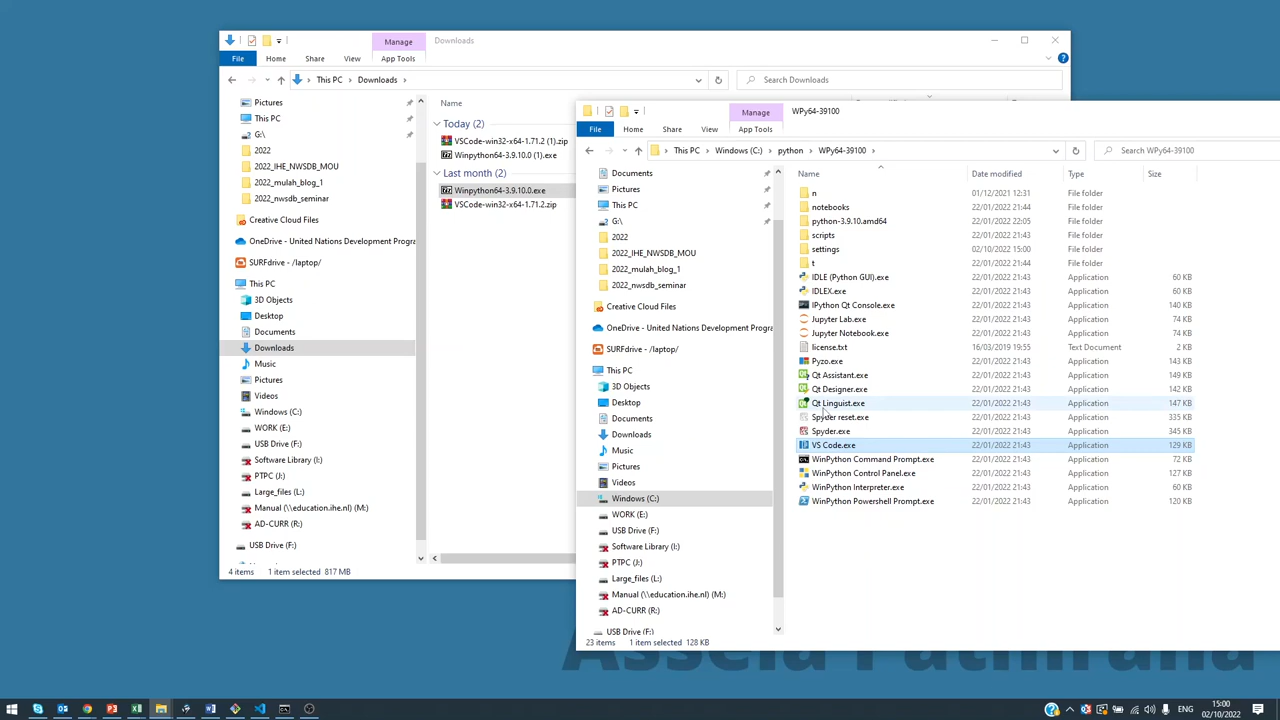 Manage
Downloads
File
Home
Share
View
App Tools
This PC
Downloads
Search Downloads
Pictures
This PC
G:\
2022
2022_IHE_NWSDB_MOU
2022_mulah_blog_1
2022_nwsdb_seminar
Creative Cloud Files
OneDrive - United Nations Development Progra
SURFdrive - /laptop/
This PC
3D Objects
Desktop
Documents
Downloads
Music
Pictures
Videos
Windows (C:)
WORK (E:)
USB Drive (F:)
Software Library (I:)
PTPC (J:)
Large_files (L:)
Manual (\\education.ihe.nl) (M:)
AD-CURR (R:)
USB Drive (F:)
Name
Today (2)
VSCode-win32-x64-1.71.2 (1).zip
Winpython64-3.9.10.0 (1).exe
Last month (2)
Winpython64-3.9.10.0.exe
VSCode-win32-x64-1.71.2.zip
4 items 1 item selected 817 MB
Manage
WPy64-39100
File
Home
Share
View
App Tools
This PC
Windows (C:)
python
WPy64-39100
Search WPy64-39100
Documents
Pictures
This PC
G:\
2022
2022_IHE_NWSDB_MOU
2022_mulah_blog_1
2022_nwsdb_seminar
Creative Cloud Files
OneDrive - United Nations Development Progra
SURFdrive - /laptop/
This PC
3D Objects
Desktop
Documents
Downloads
Music
Pictures
Videos
Windows (C:)
WORK (E:)
USB Drive (F:)
Software Library (I:)
PTPC (J:)
Large_files (L:)
Manual (\\education.ihe.nl) (M:)
AD-CURR (R:)
USB Drive (F:)
Name Date modified Type Size
n 01/12/2021 12:31 File folder
notebooks 22/01/2022 21:44 File folder
python-3.9.10.amd64 22/01/2022 22:05 File folder
scripts 22/01/2022 21:44 File folder
settings 02/10/2022 15:00 File folder
t 22/01/2022 21:44 File folder
IDLE (Python GUI).exe 22/01/2022 21:43 Application 60 KB
IDLEX.exe 22/01/2022 21:43 Application 60 KB
IPython Qt Console.exe 22/01/2022 21:43 Application 140 KB
Jupyter Lab.exe 22/01/2022 21:43 Application 74 KB
Jupyter Notebook.exe 22/01/2022 21:43 Application 74 KB
license.txt 16/03/2019 19:55 Text Document 2 KB
Pyzo.exe 22/01/2022 21:43 Application 143 KB
Qt Assistant.exe 22/01/2022 21:43 Application 149 KB
Qt Designer.exe 22/01/2022 21:43 Application 142 KB
Qt Linguist.exe 22/01/2022 21:43 Application 147 KB
Spyder reset.exe 22/01/2022 21:43 Application 335 KB
Spyder.exe 22/01/2022 21:43 Application 345 KB
VS Code.exe 22/01/2022 21:43 Application 129 KB
WinPython Command Prompt.exe 22/01/2022 21:43 Application 72 KB
WinPython Control Panel.exe 22/01/2022 21:43 Application 127 KB
WinPython Interpreter.exe 22/01/2022 21:43 Application 60 KB
WinPython Powershell Prompt.exe 22/01/2022 21:43 Application 120 KB
23 items 1 item selected 128 KB
ENG
15:00
02/10/2022